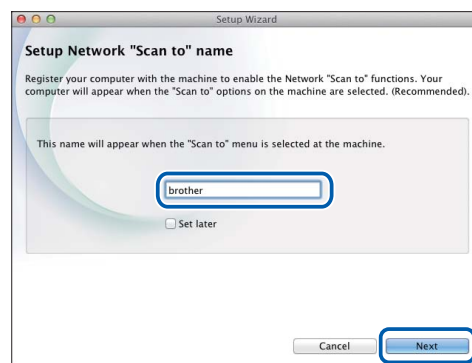 Setup Wizard
Setup Network "Scan to" name
Register your computer with the machine to enable the Network "Scan to" functions. Your
computer will appear when the "Scan to" options on the machine are selected. (Recommended).
This name will appear when the "Scan to" menu is selected at the machine.
brother
Set later
Cancel
Next